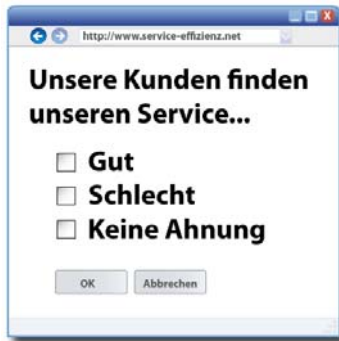 http://www.service-effizienz.net
Unsere Kunden finden
unseren Service...
Gut
Schlecht
Keine Ahnung
OK Abbrechen